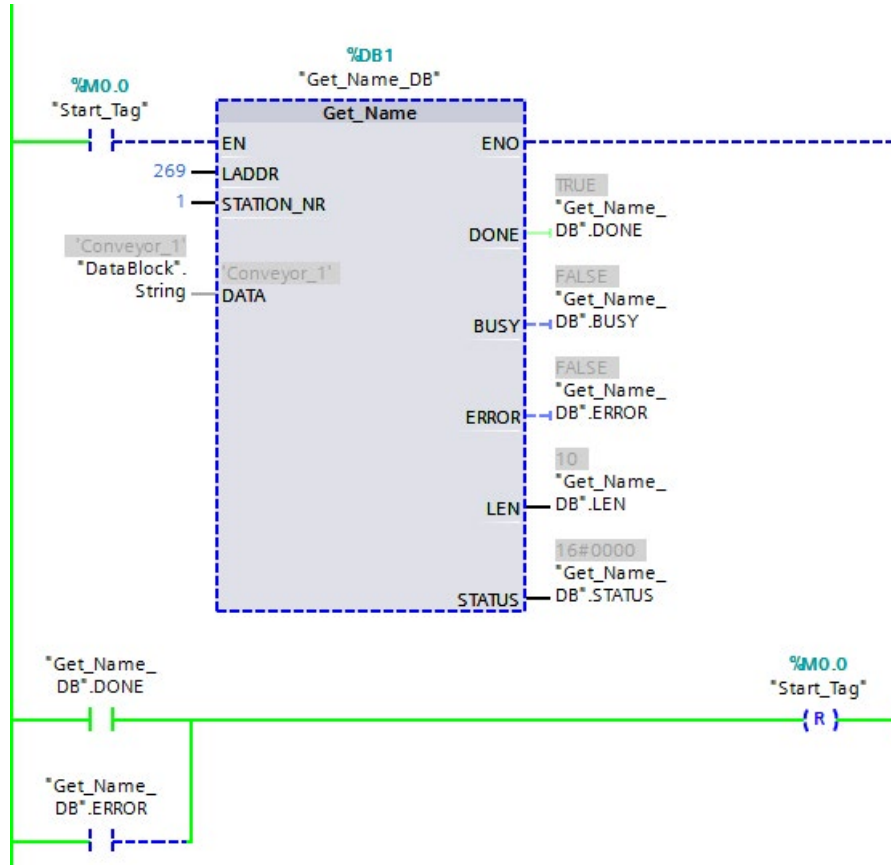 %DB1
"Get_Name_DB"
%M0.0
"Start_Tag"
Get_Name
EN
ENO
269
LADDR
1
STATION_NR
'Conveyor_1'
"DataBlock".
String
'Conveyor_1'
DATA
TRUE
"Get_Name_
DB".DONE
DONE
FALSE
"Get_Name_
DB".BUSY
BUSY
FALSE
"Get_Name_
DB".ERROR
ERROR
10
"Get_Name_
DB".LEN
LEN
16#0000
"Get_Name_
DB".STATUS
STATUS
"Get_Name_
DB".DONE
%M0.0
"Start_Tag"
R
"Get_Name_
DB".ERROR